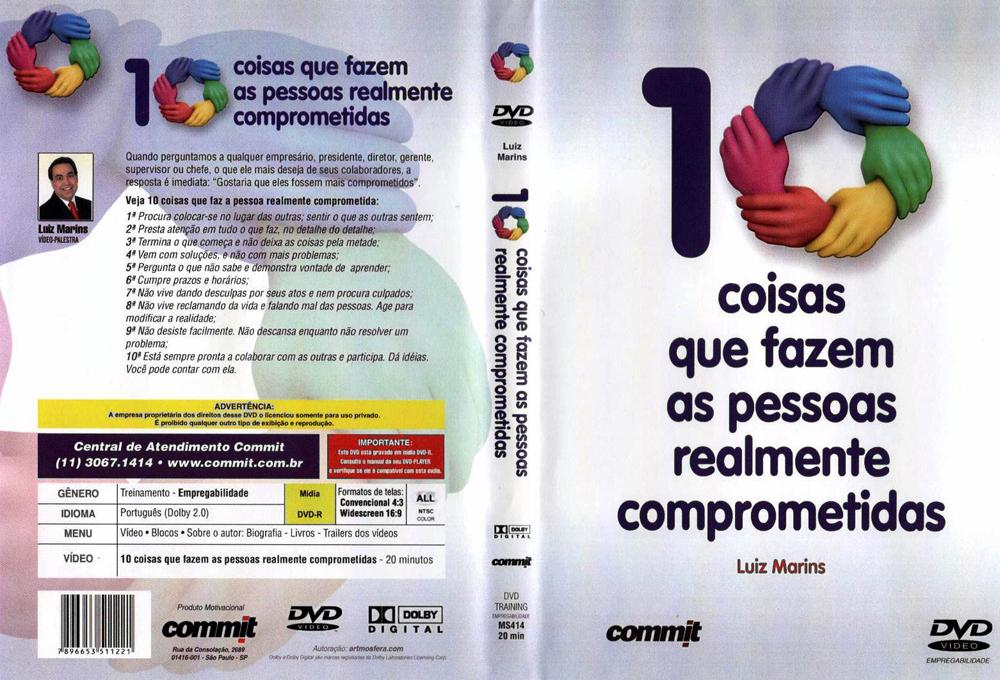 10 coisas que fazem
as pessoas realmente
comprometidas
Quando perguntamos a qualquer empresário, presidente, diretor, gerente,
supervisor ou chefe, o que ele mais deseja de seus colaboradores, a
resposta é imediata: "Gostaria que eles fossem mais comprometidos".
Luiz Marins
VÍDEO-PALESTRA
Veja 10 coisas que faz a pessoa realmente comprometida:
1ª Procura colocar-se no lugar das outras; sentir o que as outras sentem;
2ª Presta atenção em tudo o que faz, no detalhe do detalhe;
3ª Termina o que começa e não deixa as coisas pela metade;
4ª Vem com soluções, e não com mais problemas;
5ª Pergunta o que não sabe e demonstra vontade de aprender;
6ª Cumpre prazos e horários;
7ª Não vive dando desculpas por seus atos e nem procura culpados;
8ª Não vive reclamando da vida e falando mal das pessoas. Age para
modificar a realidade;
9ª Não desiste facilmente. Não descansa enquanto não resolver um
problema;
10ª Está sempre pronta a colaborar com as outras e participa. Dá idéias.
Você pode contar com ela.
ADVERTÊNCIA:
A empresa proprietária dos direitos desse DVD o licenciou somente para uso privado.
É proibido qualquer outro tipo de exibição e reprodução.
Central de Atendimento Commit
(11) 3067.1414 • www.commit.com.br
IMPORTANTE:
Este DVD está gravado em mídia DVD-R.
Consulte o manual do seu DVD-PLAYER
e verifique se ele é compatível com esta mídia.
GÊNERO Treinamento - Empregabilidade
IDIOMA Português (Dolby 2.0)
Mídia
DVD-R
Formatos de telas:
Convencional 4:3
Widescreen 16:9
ALL
NTSC
COLOR
MENU Vídeo • Blocos • Sobre o autor: Biografia - Livros - Trailers dos vídeos
VÍDEO 10 coisas que fazem as pessoas realmente comprometidas - 20 minutos
7896653511221
Produto Motivacional
commit
Rua da Consolação, 2689
01416-001 - São Paulo - SP
DVD
VIDEO
DOLBY
DIGITAL
Autoração: artmosfera.com
Dolby e Dolby Digital são marcas registradas da Dolby Laboratories Licensing Corp.
DVD
VIDEO
Luiz
Marins
10
coisas que fazem as pessoas
realmente comprometidas
DOLBY
DIGITAL
commit
DVD
TRAINING
EMPREGABILIDADE
MS414
20 min
10
coisas
que fazem
as pessoas
realmente
comprometidas
Luiz Marins
commit
DVD
VIDEO
EMPREGABILIDADE